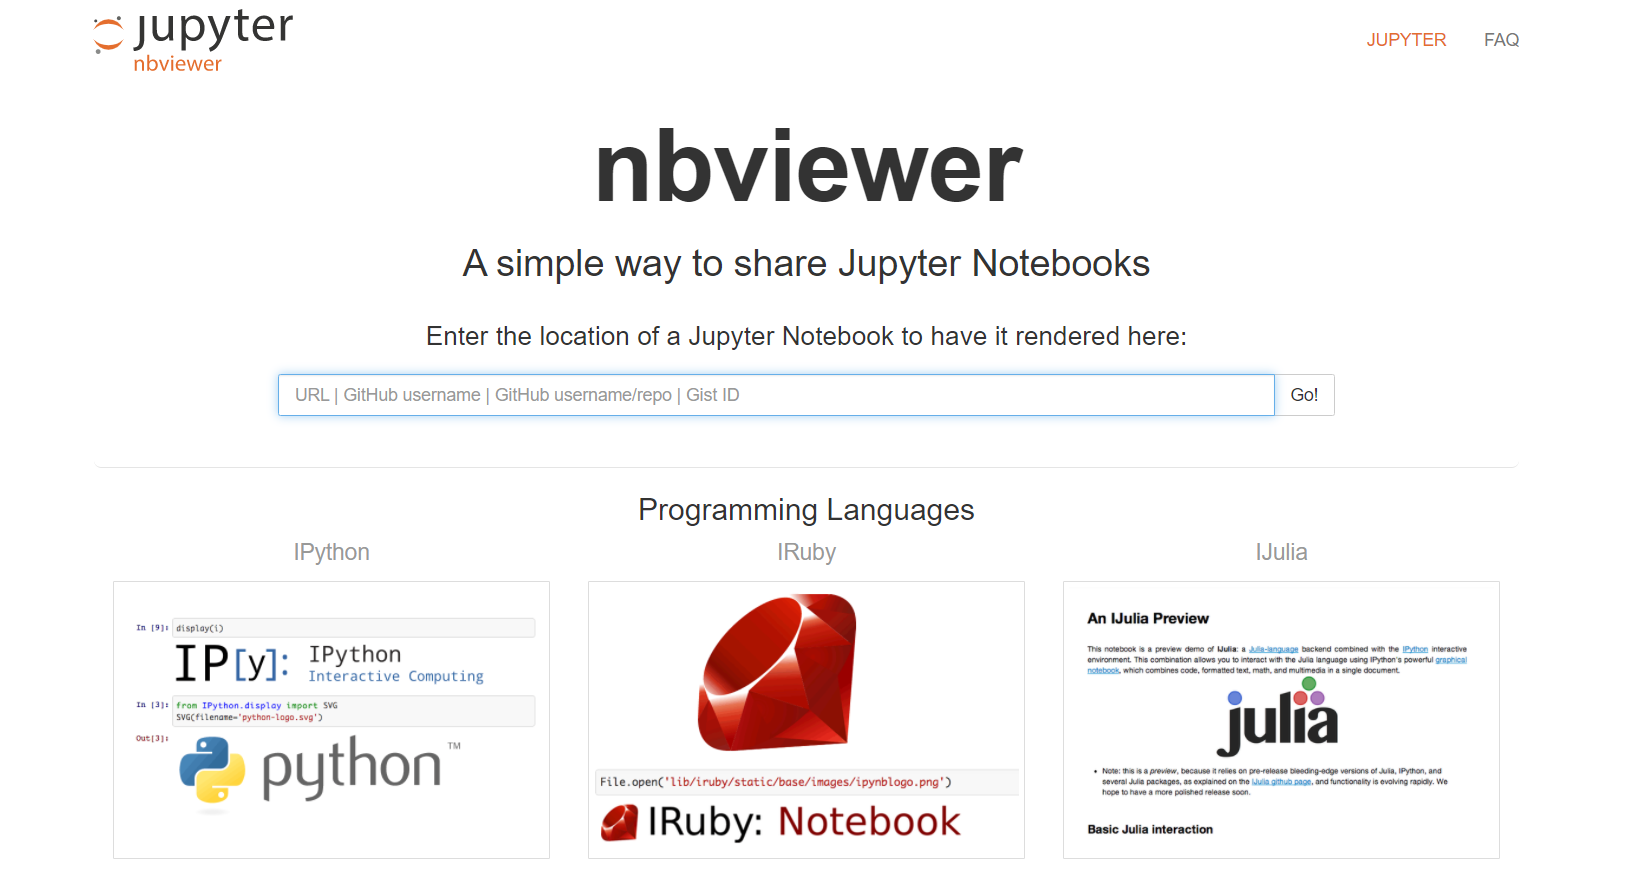 jupyter
nbviewer
JUPYTER FAQ
nbviewer
A simple way to share Jupyter Notebooks
Enter the location of a Jupyter Notebook to have it rendered here:
URL | GitHub username | GitHub username/repo | Gist ID
Go!
Programming Languages
IPython
In [9]: display(i)
IP[y]: IPython
Interactive Computing
In [3]: from IPython.display import SVG
SVG(filename='python-logo.svg')
Out[3]:
python™
IRuby
File.open('lib/iruby/static/base/images/ipynblogo.png')
IRuby: Notebook
IJulia
An IJulia Preview
This notebook is a preview demo of IJulia: a Julia-language backend combined with the IPython interactive
environment. This combination allows you to interact with the Julia language using IPython's powerful graphical
notebook, which combines code, formatted text, math, and multimedia in a single document.
julia
• Note: this is a preview, because it relies on pre-release bleeding-edge versions of Julia, IPython, and
several Julia packages, as explained on the IJulia github page, and functionality is evolving rapidly. We
hope to have a more polished release soon.
Basic Julia interaction